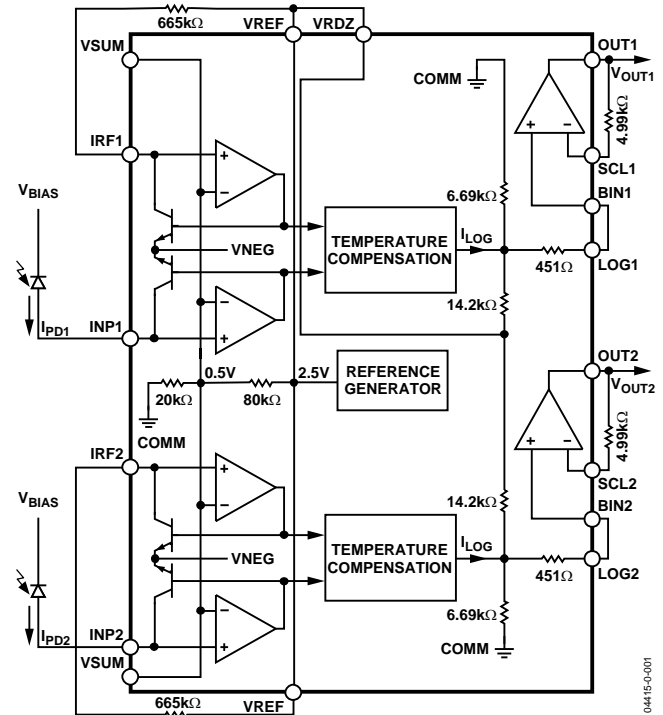 665kΩ
VREF
VRDZ
VSUM
OUT1
COMM
VOUT1
4.99kΩ
IRF1
SCL1
6.69kΩ
BIN1
VBIAS
TEMPERATURE
COMPENSATION
ILOG
VNEG
451Ω
LOG1
14.2kΩ
IPD1
INP1
OUT2
0.5V
2.5V
REFERENCE
GENERATOR
VOUT2
20kΩ
80kΩ
COMM
4.99kΩ
IRF2
SCL2
14.2kΩ
BIN2
VBIAS
TEMPERATURE
COMPENSATION
ILOG
VNEG
451Ω
LOG2
6.69kΩ
IPD2
INP2
COMM
VSUM
665kΩ
VREF
04415-0-001